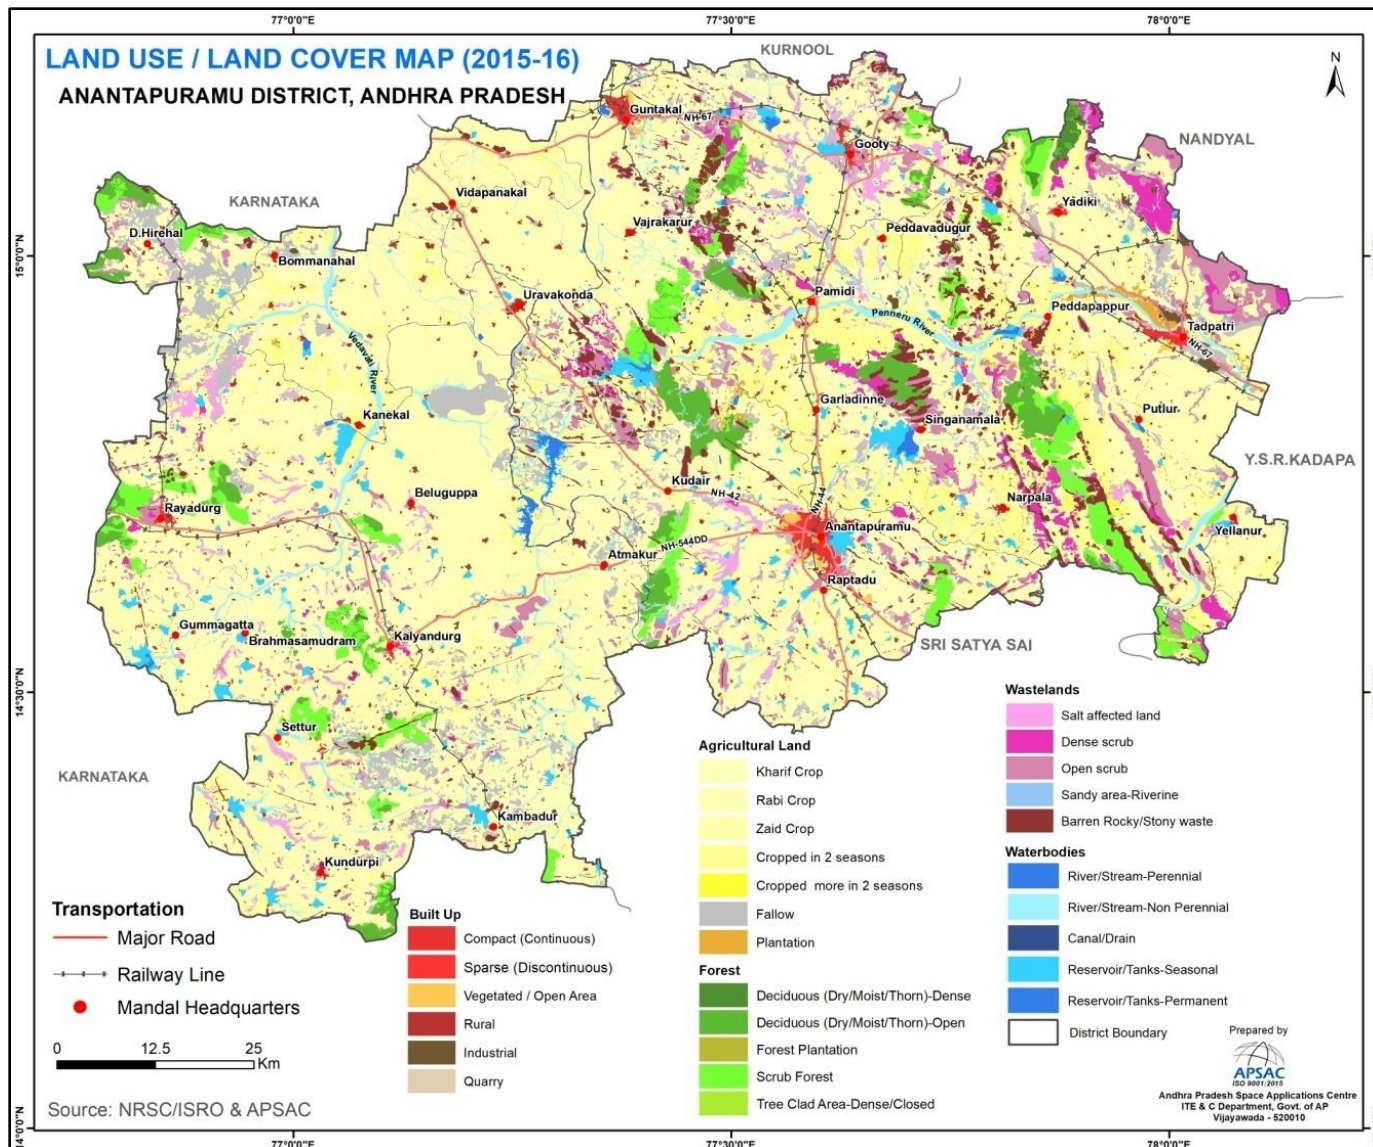 77°0'0"E
77°30'0"E
78°0'0"E
LAND USE / LAND COVER MAP (2015-16)
ANANTAPURAMU DISTRICT, ANDHRA PRADESH
KURNOOL
N
Guntakal
NH-67
Gooty
NANDYAL
KARNATAKA
Vidapanakal
Yadiki
D.Hirehal
Vajrakarur
Peddavadugur
15°0'0"N
Bommanahal
Uravakonda
Pamidi
Penneru River
Peddapappur
Tadpatri
NH-67
Vedavati River
Kanekal
Garladinne
Singanamala
Putlur
Y.S.R.KADAPA
Beluguppa
Kudair
NH-42
NH-44
Narpala
Rayadurg
Anantapuramu
Yellanur
NH-544DD
Atmakur
Raptadu
Gummagatta
Brahmasamudram
Kalyandurg
SRI SATYA SAI
14°30'0"N
Settur
KARNATAKA
Kambadur
Kundurpi
Transportation
Major Road
Railway Line
Mandal Headquarters
0 12.5 25
Km
Source: NRSC/ISRO & APSAC
Built Up
Compact (Continuous)
Sparse (Discontinuous)
Vegetated / Open Area
Rural
Industrial
Quarry
Agricultural Land
Kharif Crop
Rabi Crop
Zaid Crop
Cropped in 2 seasons
Cropped more in 2 seasons
Fallow
Plantation
Forest
Deciduous (Dry/Moist/Thorn)-Dense
Deciduous (Dry/Moist/Thorn)-Open
Forest Plantation
Scrub Forest
Tree Clad Area-Dense/Closed
Wastelands
Salt affected land
Dense scrub
Open scrub
Sandy area-Riverine
Barren Rocky/Stony waste
Waterbodies
River/Stream-Perennial
River/Stream-Non Perennial
Canal/Drain
Reservoir/Tanks-Seasonal
Reservoir/Tanks-Permanent
District Boundary
Prepared by
APSAC
ISO 9001:2015
Andhra Pradesh Space Applications Centre
ITE & C Department, Govt. of AP
Vijayawada - 520010
14°0'0"N
77°0'0"E
77°30'0"E
78°0'0"E